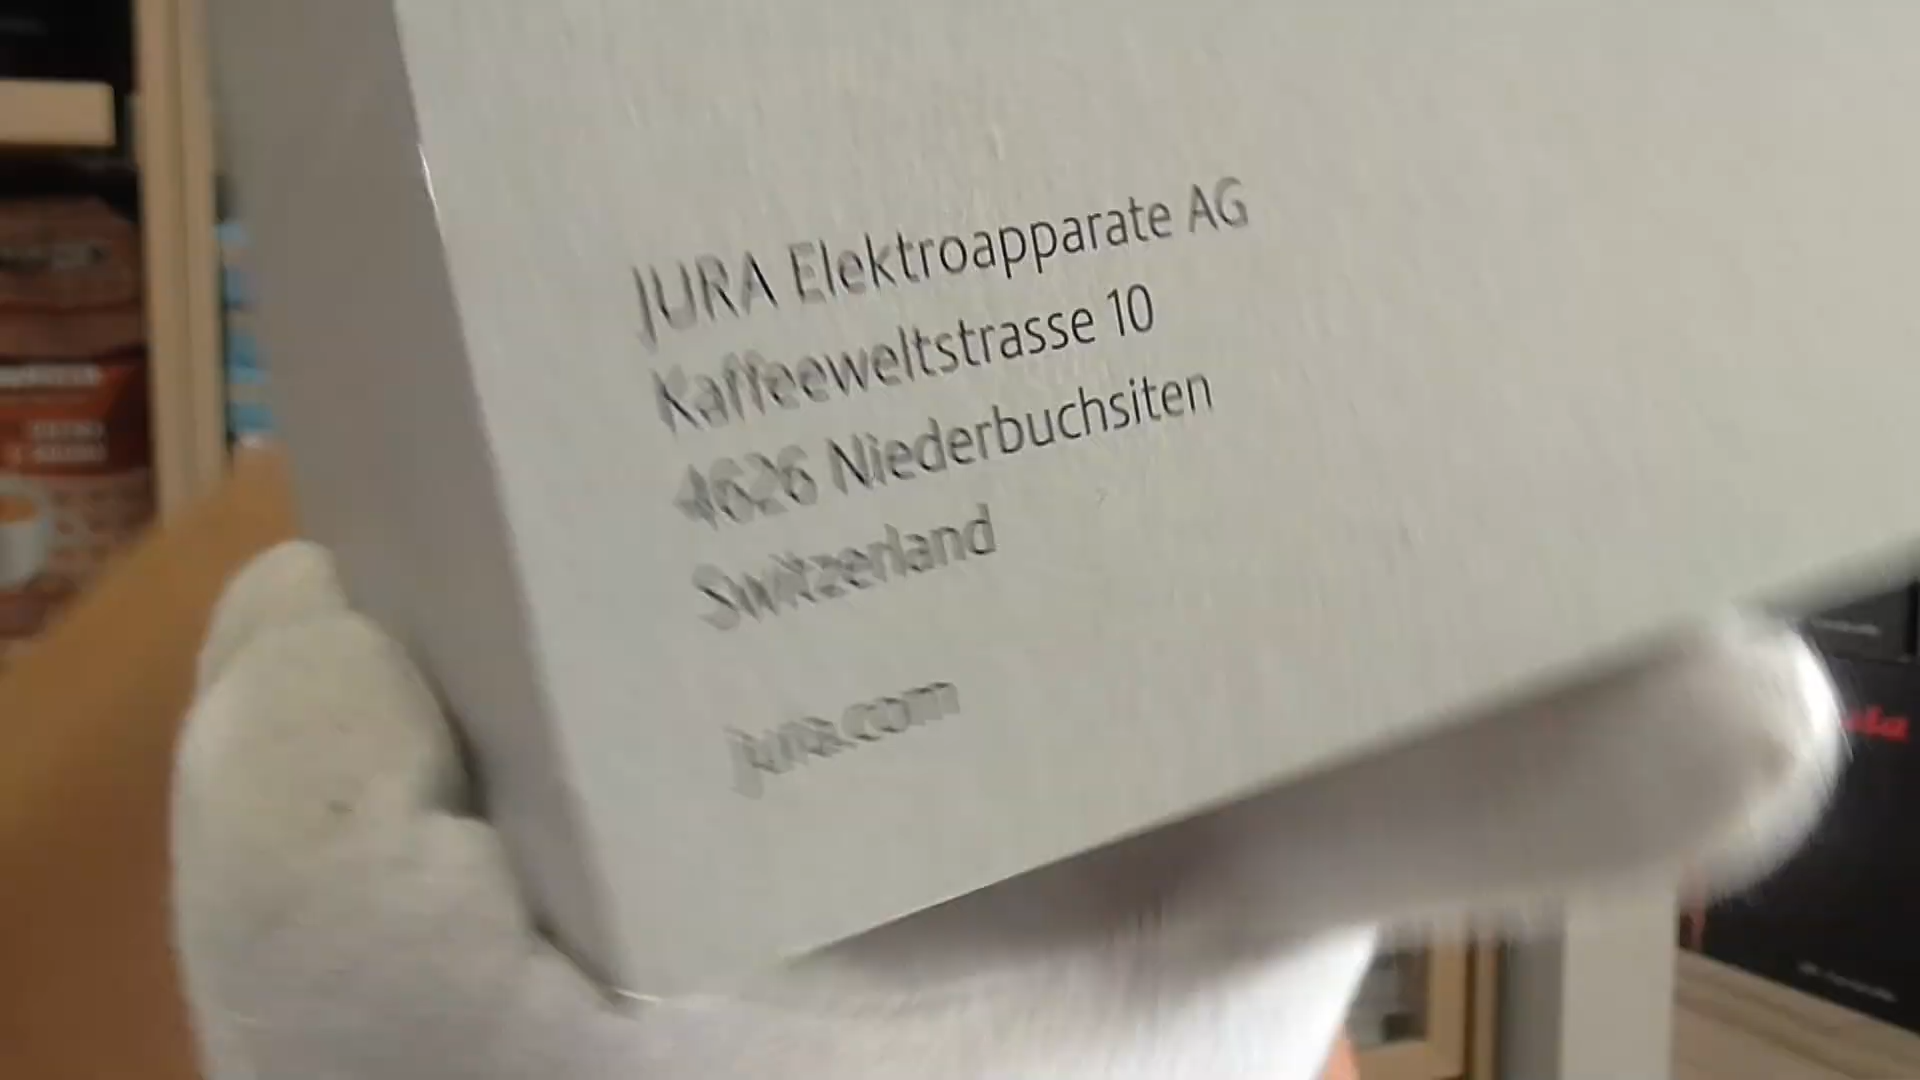 JURA Elektroapparate AG
Kaffeeweltstrasse 10
4626 Niederbuchsiten
Switzerland
jura.com